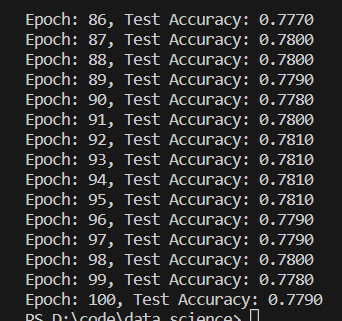 Epoch: 86, Test Accuracy: 0.7770
Epoch: 87, Test Accuracy: 0.7800
Epoch: 88, Test Accuracy: 0.7800
Epoch: 89, Test Accuracy: 0.7790
Epoch: 90, Test Accuracy: 0.7780
Epoch: 91, Test Accuracy: 0.7800
Epoch: 92, Test Accuracy: 0.7810
Epoch: 93, Test Accuracy: 0.7810
Epoch: 94, Test Accuracy: 0.7810
Epoch: 95, Test Accuracy: 0.7810
Epoch: 96, Test Accuracy: 0.7790
Epoch: 97, Test Accuracy: 0.7790
Epoch: 98, Test Accuracy: 0.7800
Epoch: 99, Test Accuracy: 0.7780
Epoch: 100, Test Accuracy: 0.7790
PS D:\code\data science>